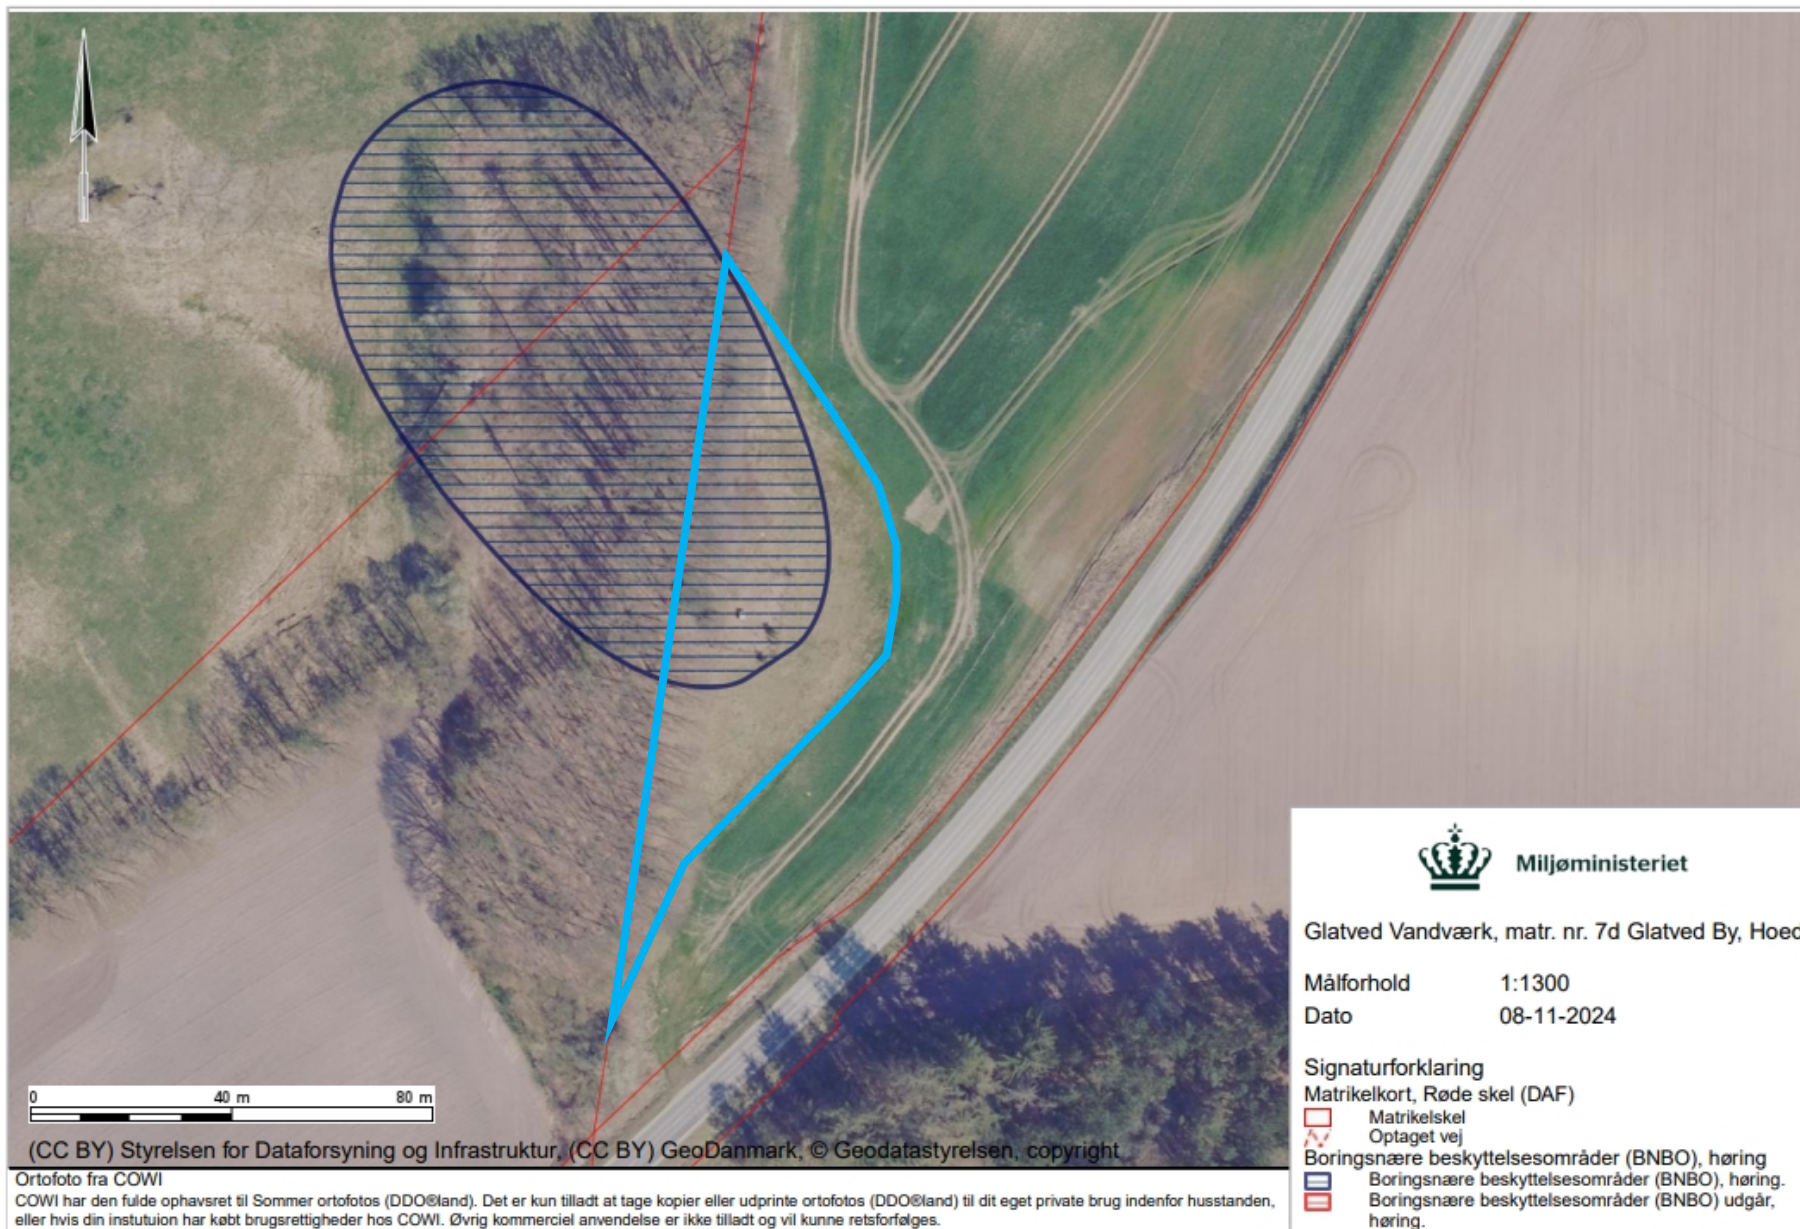 Miljøministeriet
Glatved Vandværk, matr. nr. 7d Glatved By, Hoed
Målforhold 1:1300
Dato 08-11-2024
Signaturforklaring
Matrikelkort, Røde skel (DAF)
Matrikelskel
Optaget vej
Boringsnære beskyttelsesområder (BNBO), høring
Boringsnære beskyttelsesområder (BNBO), høring.
Boringsnære beskyttelsesområder (BNBO) udgår,
høring.
0 40 m 80 m
(CC BY) Styrelsen for Dataforsyning og Infrastruktur, (CC BY) GeoDanmark, © Geodatastyrelsen, copyright
Ortofoto fra COWI
COWI har den fulde ophavsret til Sommer ortofotos (DDO®land). Det er kun tilladt at tage kopier eller udprinte ortofotos (DDO®land) til dit eget private brug indenfor husstanden,
eller hvis din instutuion har købt brugsrettigheder hos COWI. Øvrig kommerciel anvendelse er ikke tilladt og vil kunne retsforfølges.